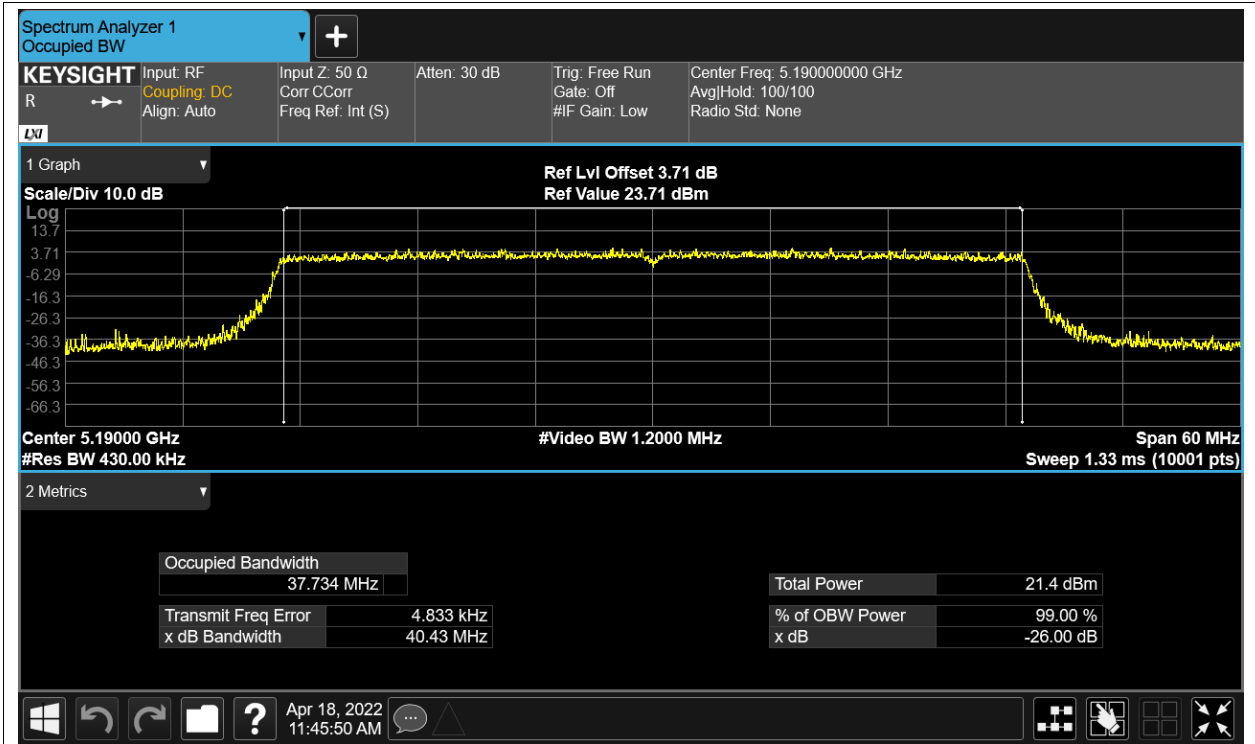 Spectrum Analyzer 1
Occupied BW
KEYSIGHT
R
LXI
Input: RF
Coupling: DC
Align: Auto
Input Z: 50 Ω
Corr CCorr
Freq Ref: Int (S)
Atten: 30 dB
Trig: Free Run
Gate: Off
#IF Gain: Low
Center Freq: 5.190000000 GHz
Avg|Hold: 100/100
Radio Std: None
1 Graph
Scale/Div 10.0 dB
Ref Lvl Offset 3.71 dB
Ref Value 23.71 dBm
Log
13.7
3.71
-6.29
-16.3
-26.3
-36.3
-46.3
-56.3
-66.3
Center 5.19000 GHz
#Video BW 1.2000 MHz
Span 60 MHz
#Res BW 430.00 kHz
Sweep 1.33 ms (10001 pts)
2 Metrics
Occupied Bandwidth
37.734 MHz
Total Power 21.4 dBm
Transmit Freq Error 4.833 kHz
% of OBW Power 99.00 %
x dB Bandwidth 40.43 MHz
x dB -26.00 dB
?
Apr 18, 2022
11:45:50 AM